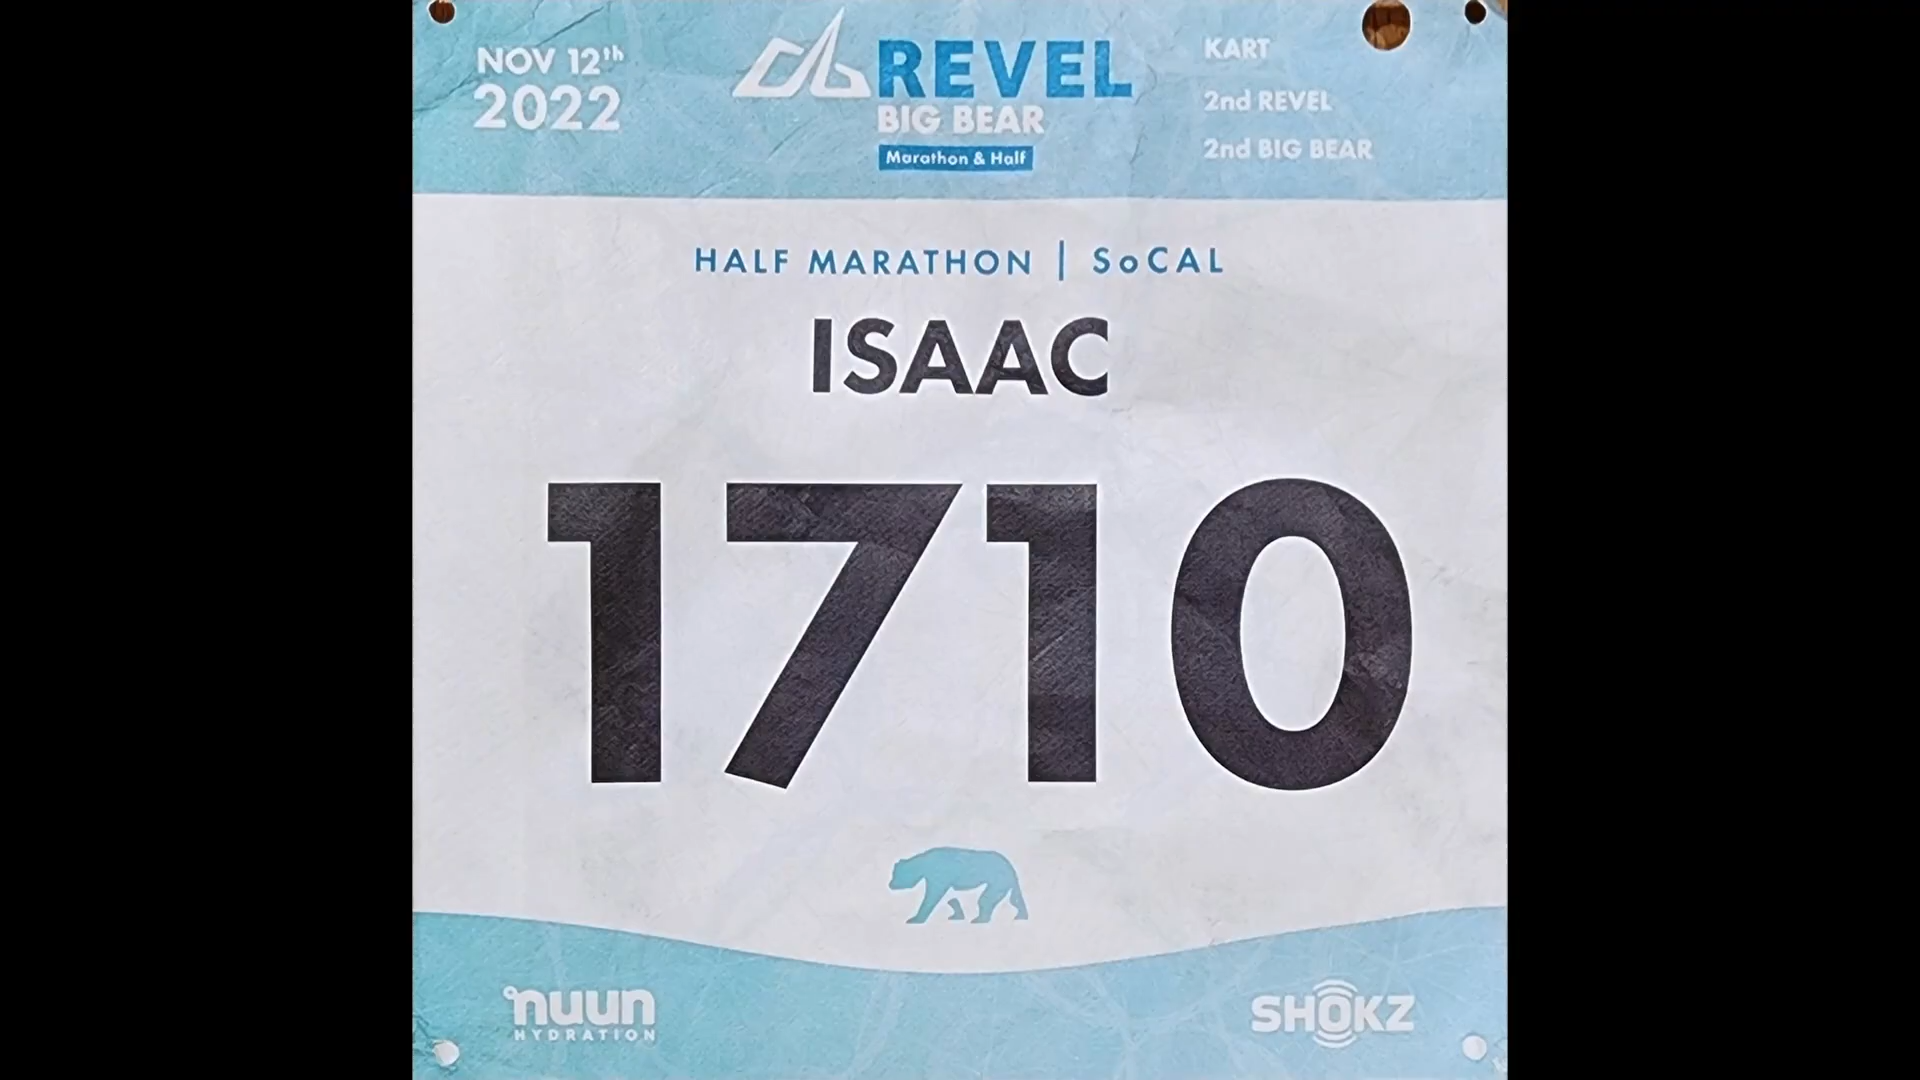 NOV 12th
2022
REVEL
BIG BEAR
Marathon & Half
KART
2nd REVEL
2nd BIG BEAR
HALF MARATHON | SoCAL
ISAAC
1710
nuun
HYDRATION
SHOKZ